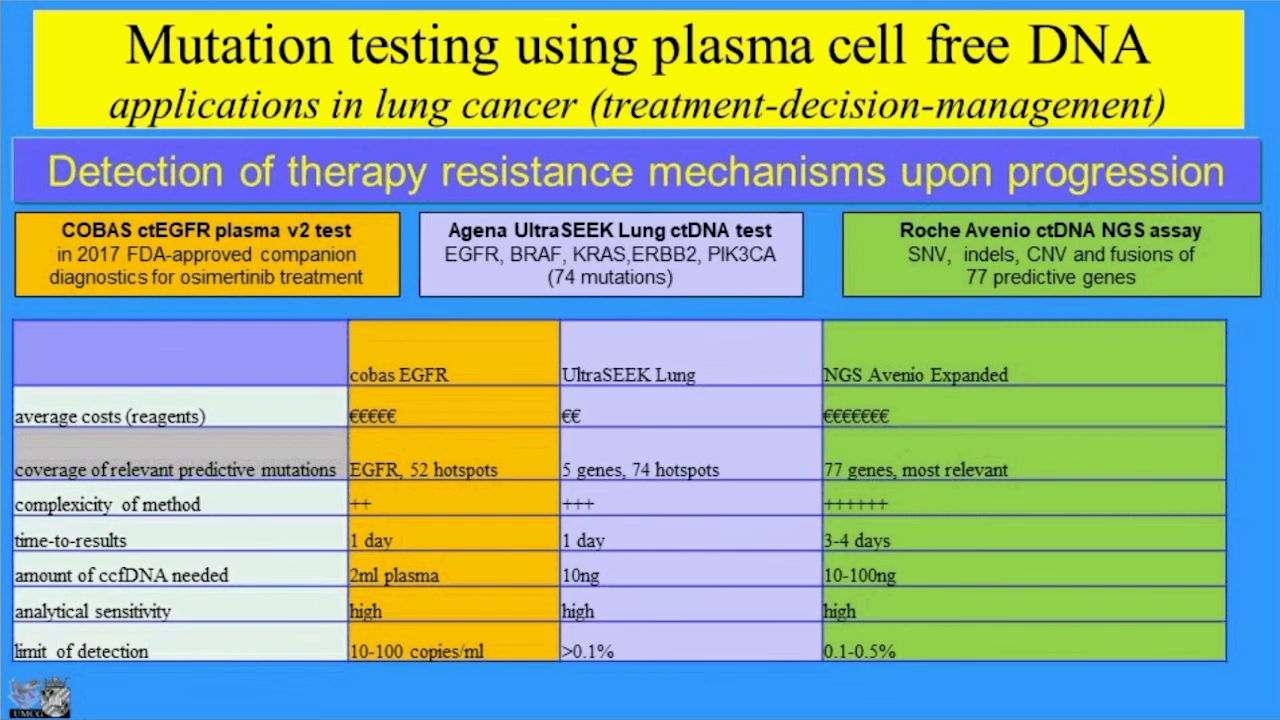 Mutation testing using plasma cell free DNA
applications in lung cancer (treatment-decision-management)
Detection of therapy resistance mechanisms upon progression
COBAS ctEGFR plasma v2 test
in 2017 FDA-approved companion
diagnostics for osimertinib treatment
Agena UltraSEEK Lung ctDNA test
EGFR, BRAF, KRAS,ERBB2, PIK3CA
(74 mutations)
Roche Avenio ctDNA NGS assay
SNV, indels, CNV and fusions of
77 predictive genes
cobas EGFR UltraSEEK Lung NGS Avenio Expanded
average costs (reagents) €€€€€ €€ €€€€€€€
coverage of relevant predictive mutations EGFR, 52 hotspots 5 genes, 74 hotspots 77 genes, most relevant
complexicity of method ++ +++ ++++++
time-to-results 1 day 1 day 3-4 days
amount of ccfDNA needed 2ml plasma 10ng 10-100ng
analytical sensitivity high high high
limit of detection 10-100 copies/ml >0.1% 0.1-0.5%
UMCG